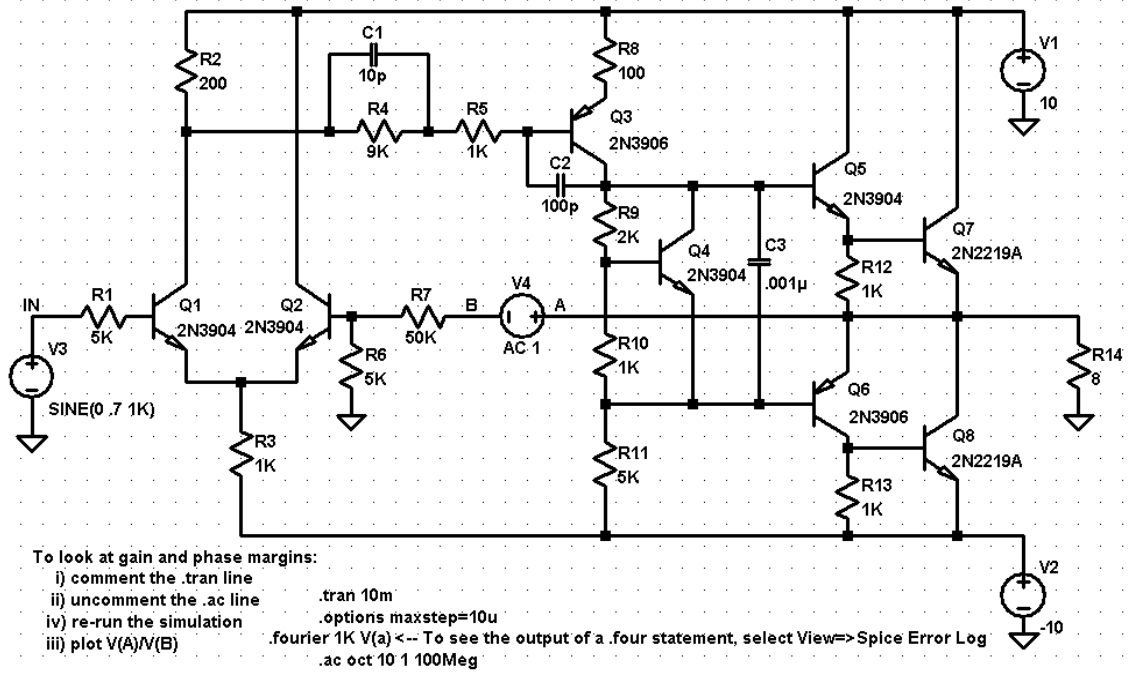 C1
10p
R2
200
R4
9K
R5
1K
R8
100
Q3
2N3906
V1
10
C2
100p
R9
2K
Q4
2N3904
C3
.001µ
Q5
2N3904
Q7
2N2219A
R12
1K
IN
R1
5K
Q1
2N3904
Q2
2N3904
R7
50K
B
V4
A
AC 1
V3
SINE(0 .7 1K)
R6
5K
R10
1K
R14
8
Q6
2N3906
R3
1K
R11
5K
Q8
2N2219A
R13
1K
V2
-10
To look at gain and phase margins:
i) comment the .tran line
ii) uncomment the .ac line
iv) re-run the simulation
iii) plot V(A)/V(B)
.tran 10m
.options maxstep=10u
.fourier 1K V(a) <-- To see the output of a .four statement, select View=>Spice Error Log
.ac oct 10 1 100Meg